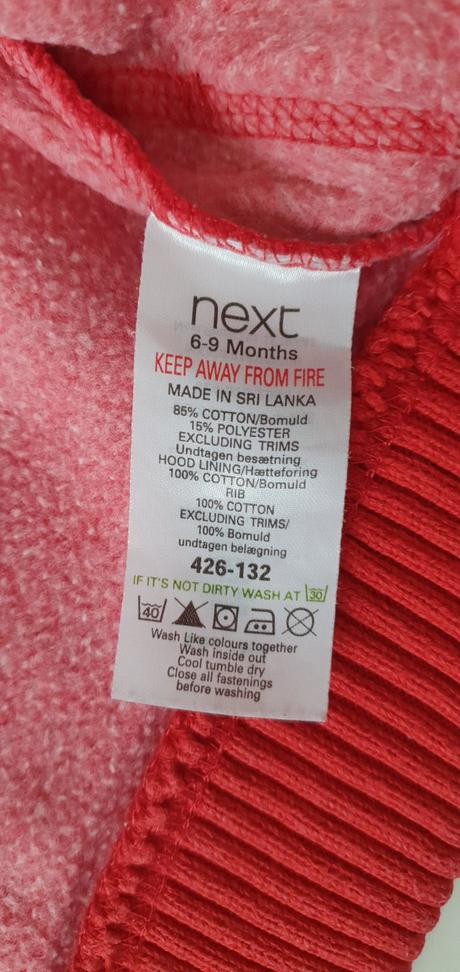 next
6-9 Months
KEEP AWAY FROM FIRE
MADE IN SRI LANKA
85% COTTON/Bomuld
15% POLYESTER
EXCLUDING TRIMS
Undtagen besætning
HOOD LINING/Hætteforing
100% COTTON/Bomuld
RIB
100% COTTON
EXCLUDING TRIMS/
100% Bomuld
undtagen belægning
426-132
IF IT'S NOT DIRTY WASH AT 30
40
Wash Like colours together
Wash inside out
Cool tumble dry
Close all fastenings
before washing